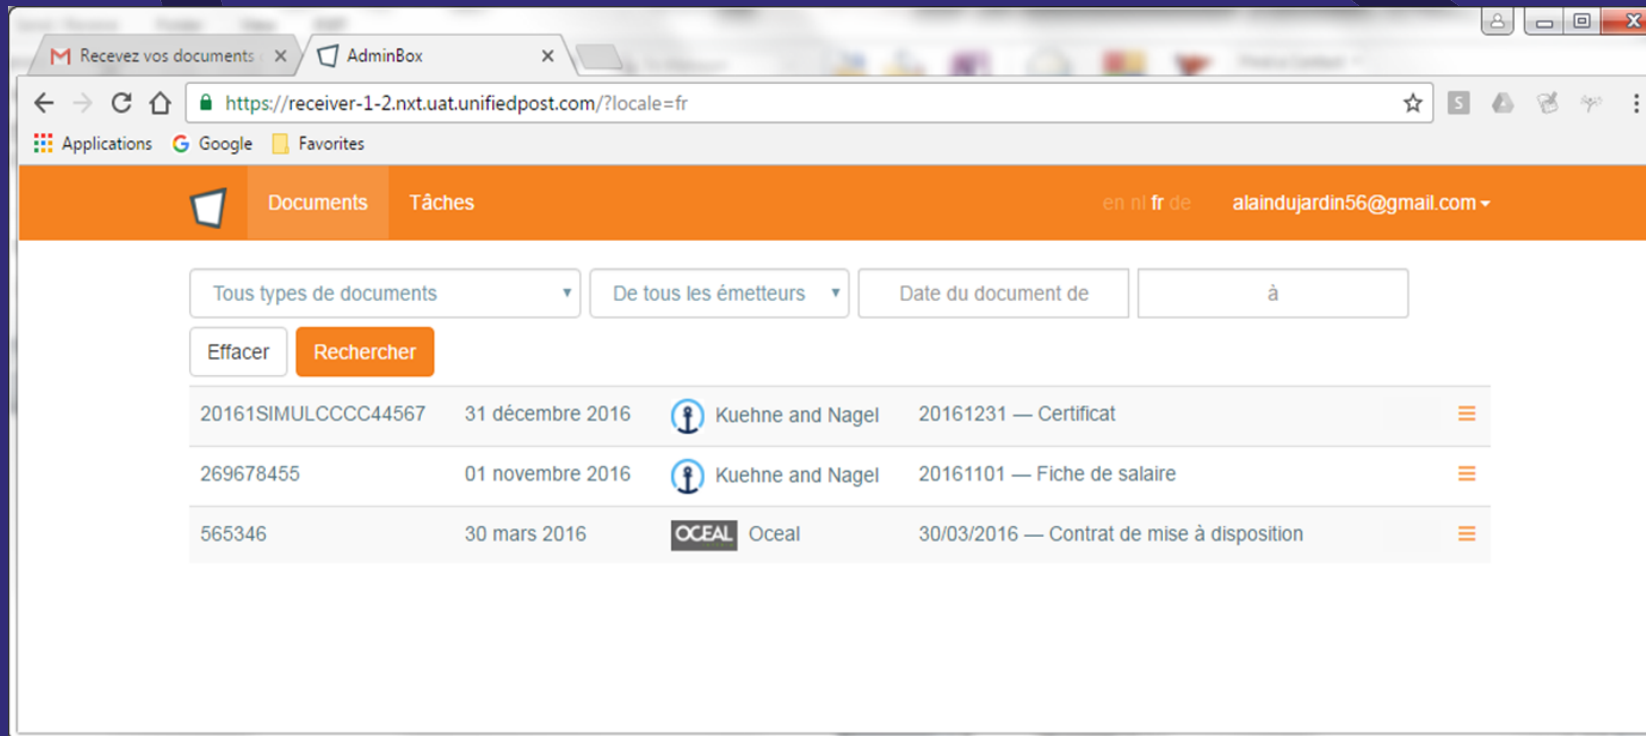 Recevez vos documents
AdminBox
https://receiver-1-2.nxt.uat.unifiedpost.com/?locale=fr
S
Applications Google Favorites
Documents Tâches en nl fr de alaindujardin56@gmail.com
Tous types de documents De tous les émetteurs Date du document de à
Effacer Rechercher
20161SIMULCCCC44567 31 décembre 2016 Kuehne and Nagel 20161231 — Certificat
269678455 01 novembre 2016 Kuehne and Nagel 20161101 — Fiche de salaire
565346 30 mars 2016 OCEAL Oceal 30/03/2016 — Contrat de mise à disposition